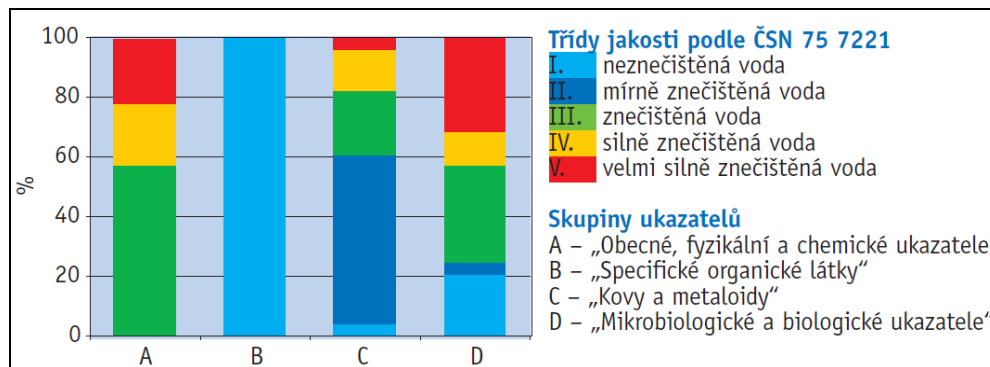 100
80
60
40
20
0
%
A B C D
Třídy jakosti podle ČSN 75 7221
I. neznečištěná voda
II. mírně znečištěná voda
III. znečištěná voda
IV. silně znečištěná voda
V. velmi silně znečištěná voda
Skupiny ukazatelů
A – „Obecné, fyzikální a chemické ukazatele
B – „Specifické organické látky“
C – „Kovy a metaloidy“
D – „Mikrobiologické a biologické ukazatele“